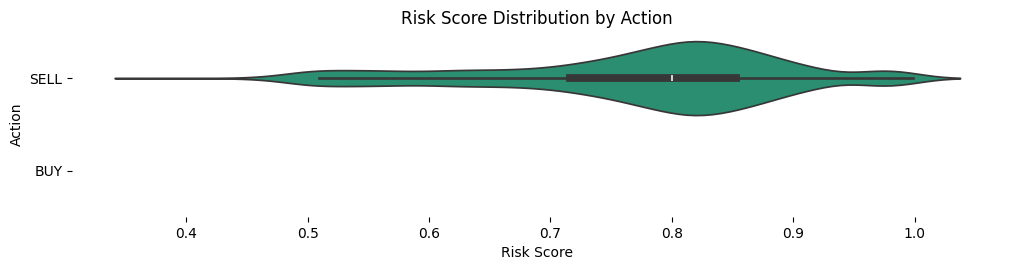 Risk Score Distribution by Action
SELL
BUY
Action
0.4 0.5 0.6 0.7 0.8 0.9 1.0
Risk Score